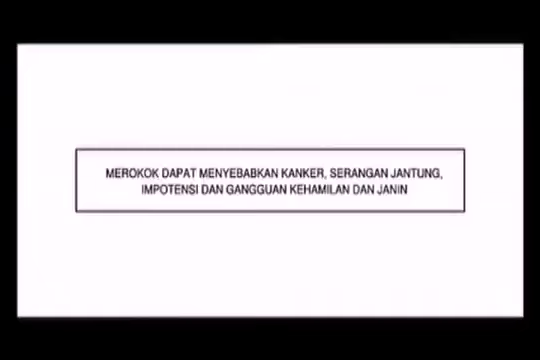 MEROKOK DAPAT MENYEBABKAN KANKER, SERANGAN JANTUNG,
IMPOTENSI DAN GANGGUAN KEHAMILAN DAN JANIN